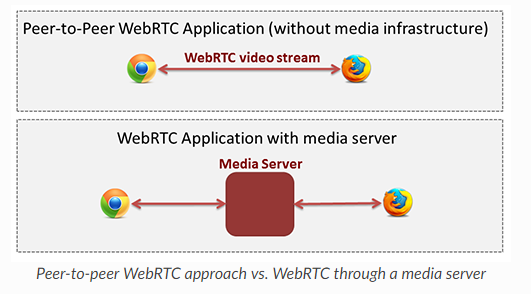 Peer-to-Peer WebRTC Application (without media infrastructure)
WebRTC video stream
WebRTC Application with media server
Media Server
Peer-to-peer WebRTC approach vs. WebRTC through a media server